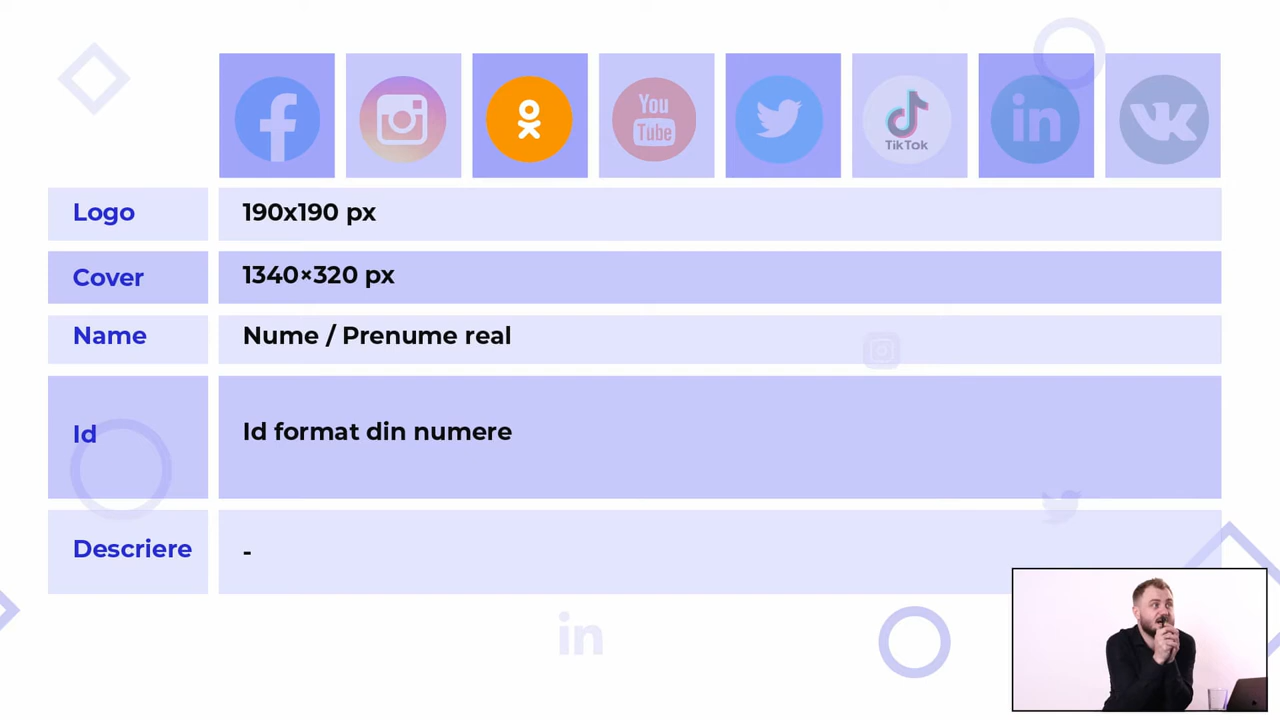 You
Tube
TikTok
in
Logo
190x190 px
Cover
1340×320 px
Name
Nume / Prenume real
Id
Id format din numere
Descriere
-
in